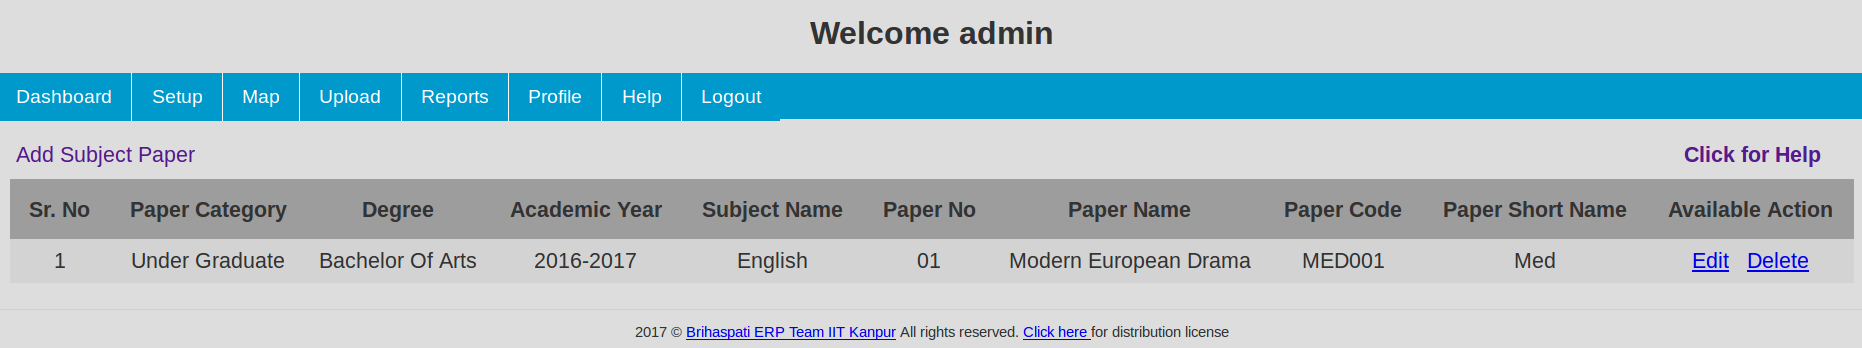 Welcome admin
Dashboard Setup Map Upload Reports Profile Help Logout
Add Subject Paper Click for Help
Sr. No Paper Category Degree Academic Year Subject Name Paper No Paper Name Paper Code Paper Short Name Available Action
1 Under Graduate Bachelor Of Arts 2016-2017 English 01 Modern European Drama MED001 Med Edit Delete
2017 © Brihaspati ERP Team IIT Kanpur All rights reserved. Click here for distribution license